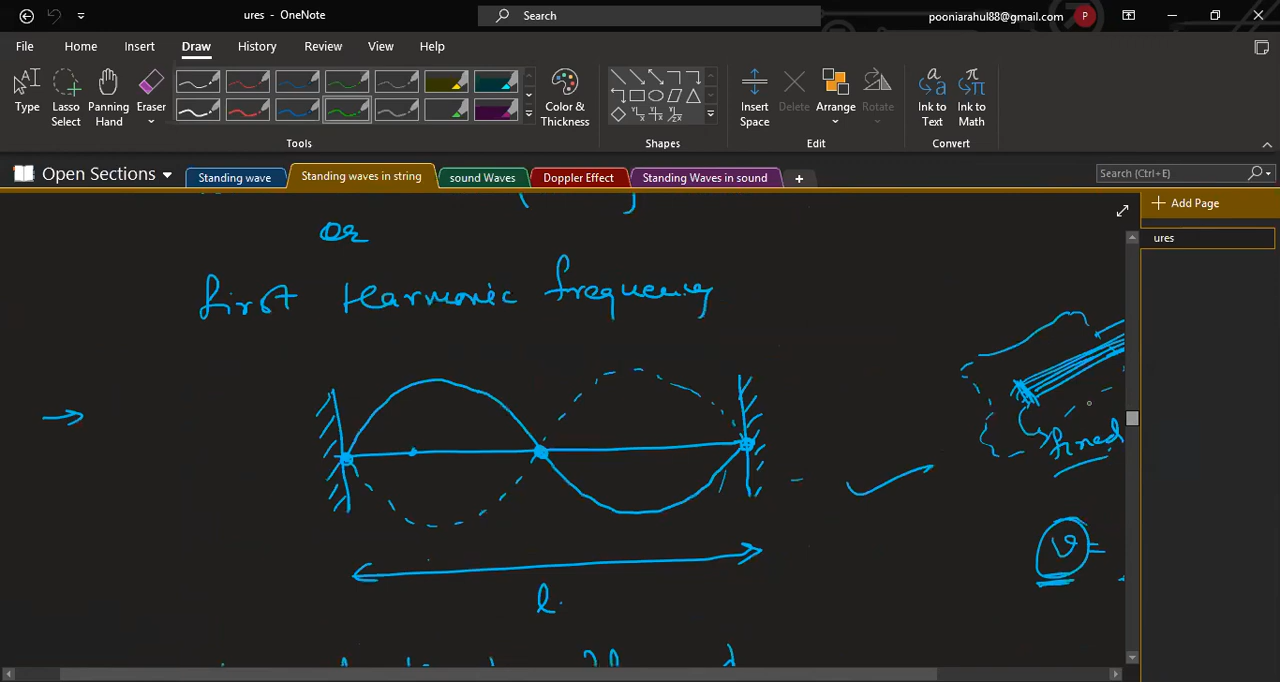 ures - OneNote
Search
pooniarahul88@gmail.com
P
File Home Insert Draw History Review View Help
Type
Lasso Select
Panning Hand
Eraser
Color & Thickness
Insert Space
Delete
Arrange
Rotate
Ink to Text
Ink to Math
Tools
Shapes
Edit
Convert
Open Sections
Standing wave
Standing waves in string
sound Waves
Doppler Effect
Standing Waves in sound
+
Search (Ctrl+E)
+ Add Page
ures
or
first Harmonic frequency
l
v =